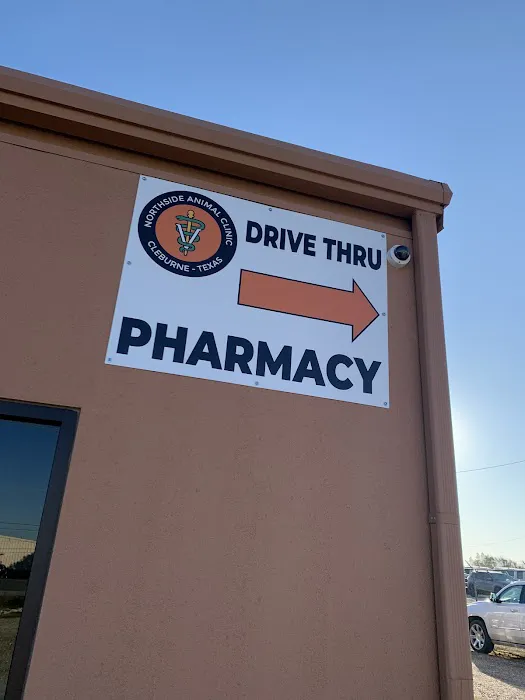 NORTHSIDE ANIMAL CLINIC
CLEBURNE - TEXAS
V
DRIVE THRU
PHARMACY